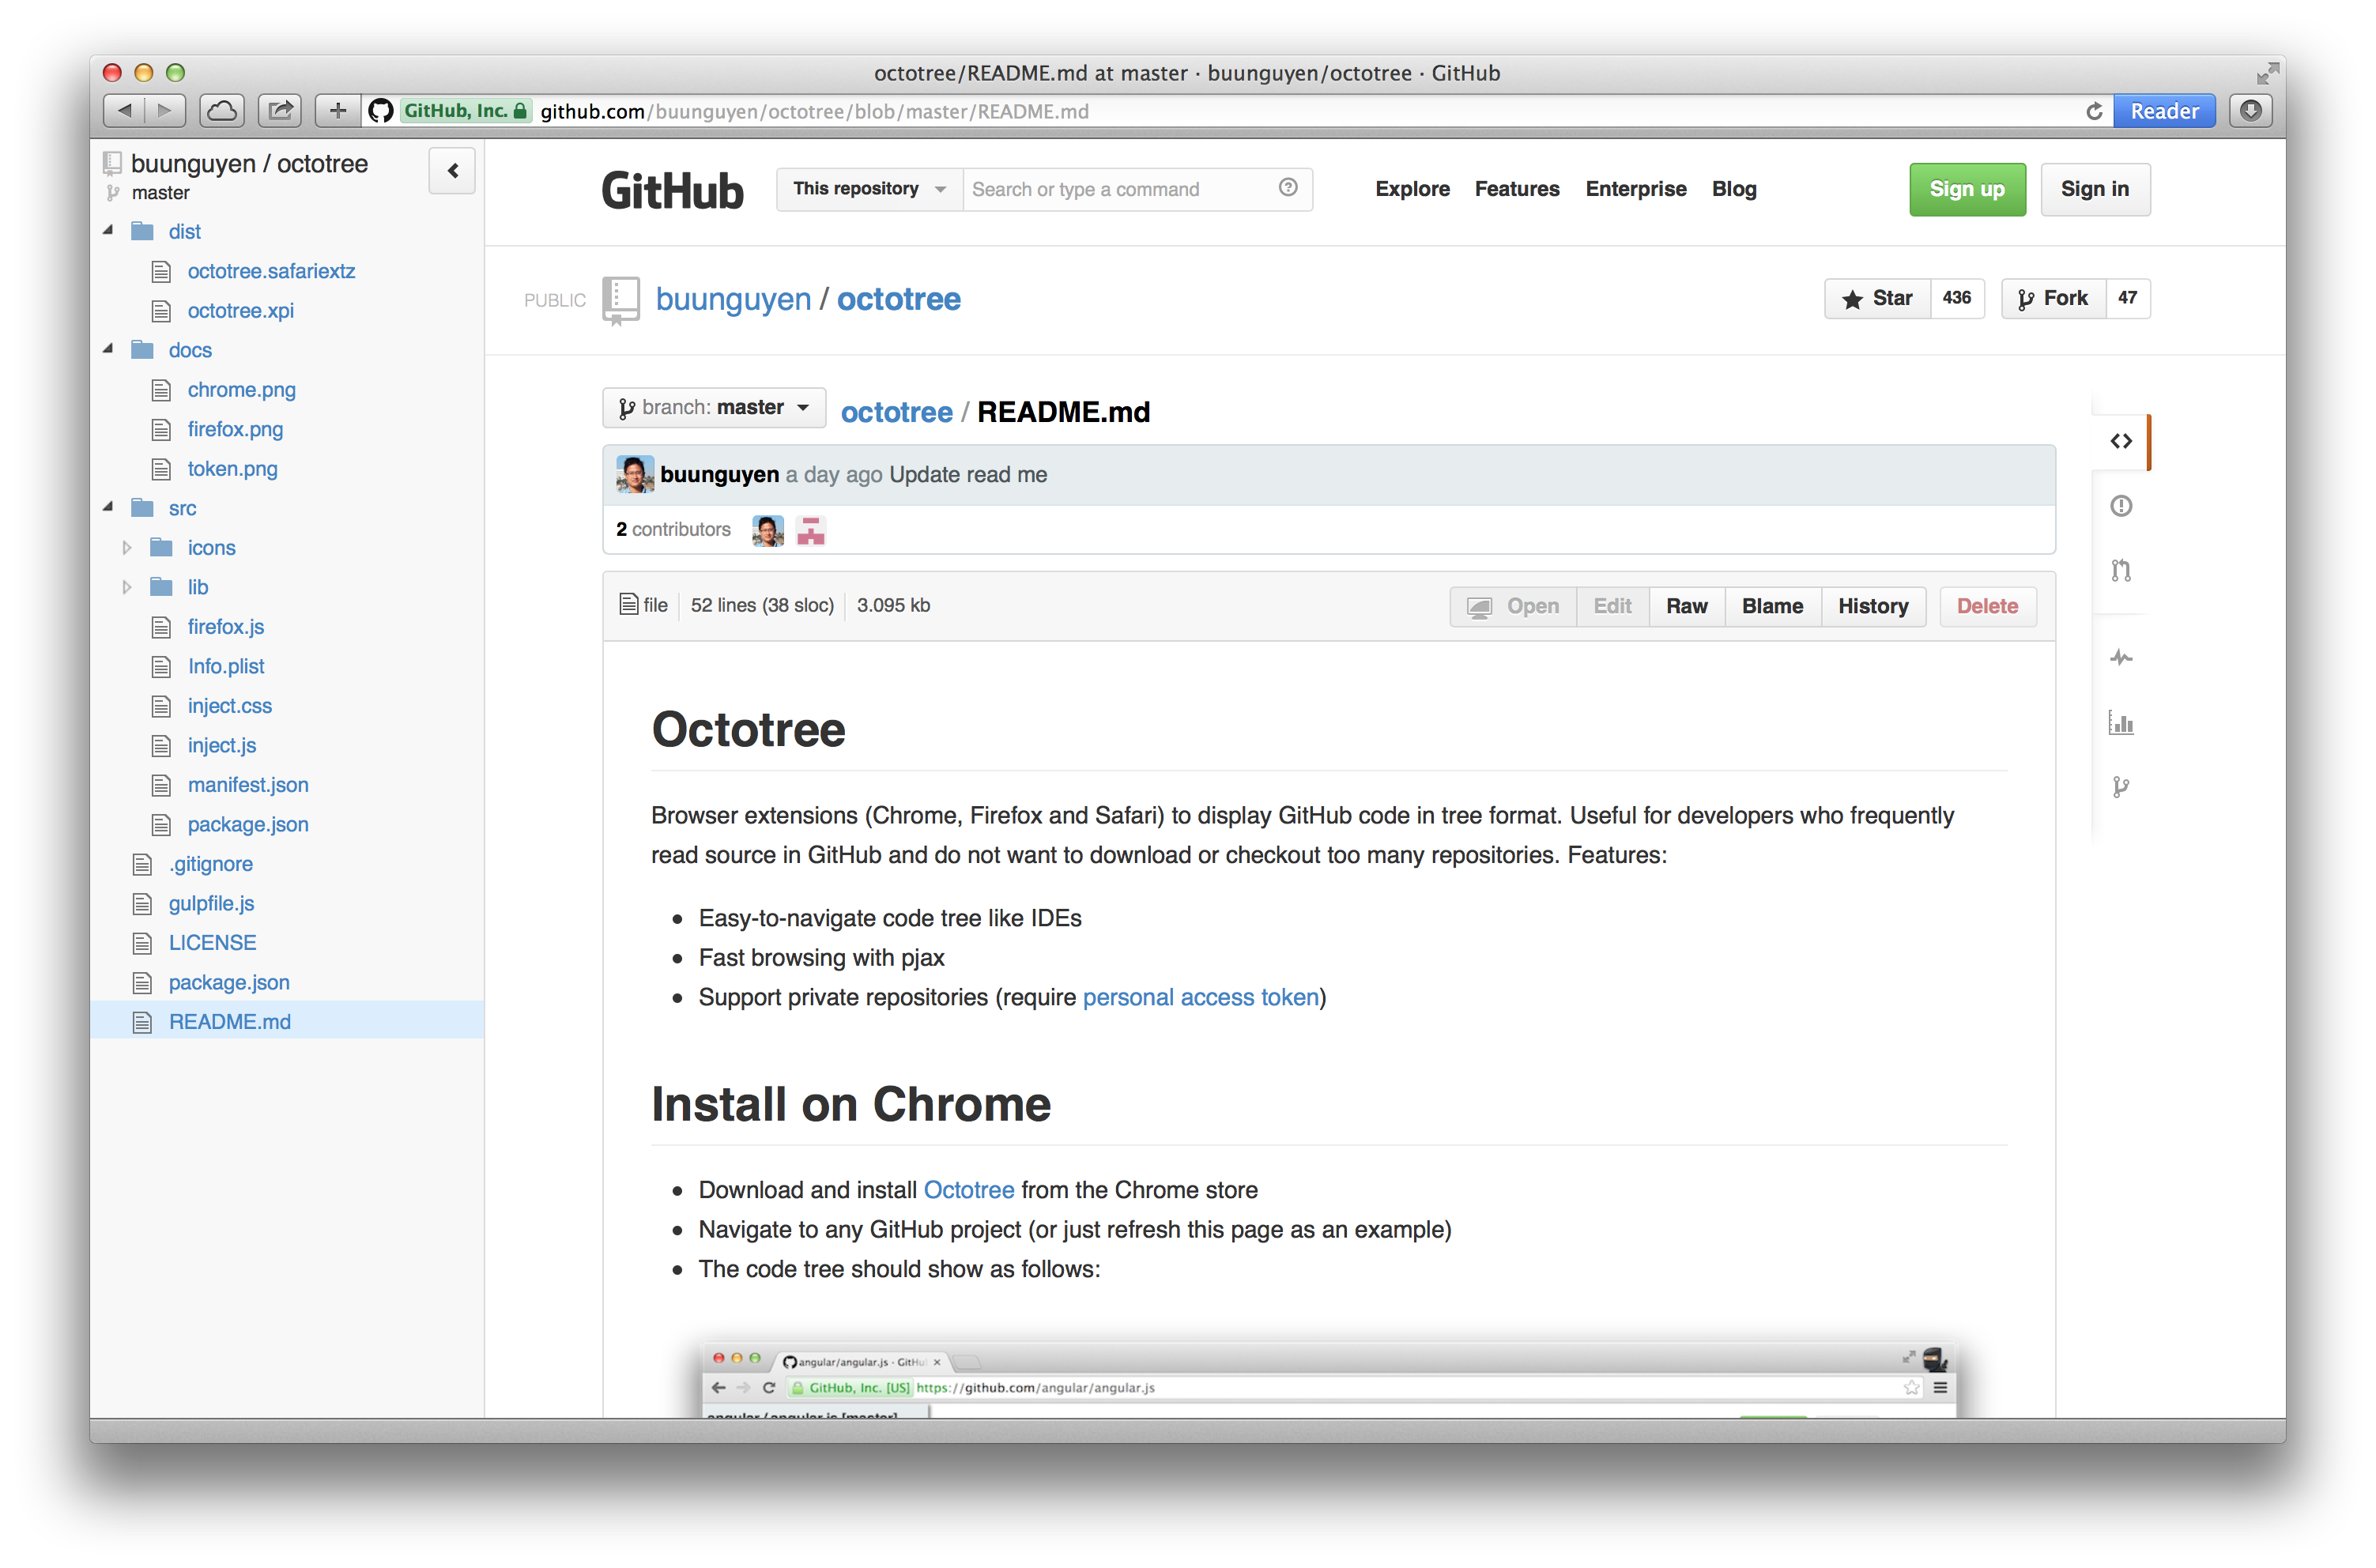 octotree/README.md at master · buunguyen/octotree · GitHub
GitHub, Inc. github.com/buunguyen/octotree/blob/master/README.md
Reader
buunguyen / octotree
master
dist
octotree.safariextz
octotree.xpi
docs
chrome.png
firefox.png
token.png
src
icons
lib
firefox.js
Info.plist
inject.css
inject.js
manifest.json
package.json
.gitignore
gulpfile.js
LICENSE
package.json
README.md
GitHub This repository Search or type a command Explore Features Enterprise Blog Sign up Sign in
PUBLIC buunguyen / octotree Star 436 Fork 47
branch: master octotree / README.md
buunguyen a day ago Update read me
2 contributors
file 52 lines (38 sloc) 3.095 kb Open Edit Raw Blame History Delete
Octotree
Browser extensions (Chrome, Firefox and Safari) to display GitHub code in tree format. Useful for developers who frequently
read source in GitHub and do not want to download or checkout too many repositories. Features:
Easy-to-navigate code tree like IDEs
Fast browsing with pjax
Support private repositories (require personal access token)
Install on Chrome
Download and install Octotree from the Chrome store
Navigate to any GitHub project (or just refresh this page as an example)
The code tree should show as follows:
angular/angular.js · GitHu
GitHub, Inc. [US] https://github.com/angular/angular.js
angular / angular.js [master]